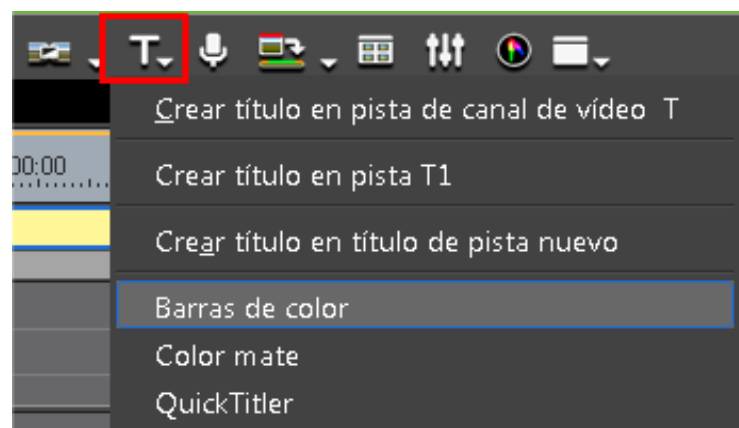 T
Crear título en pista de canal de vídeo T
00:00
Crear título en pista T1
Crear título en título de pista nuevo
Barras de color
Color mate
QuickTitler